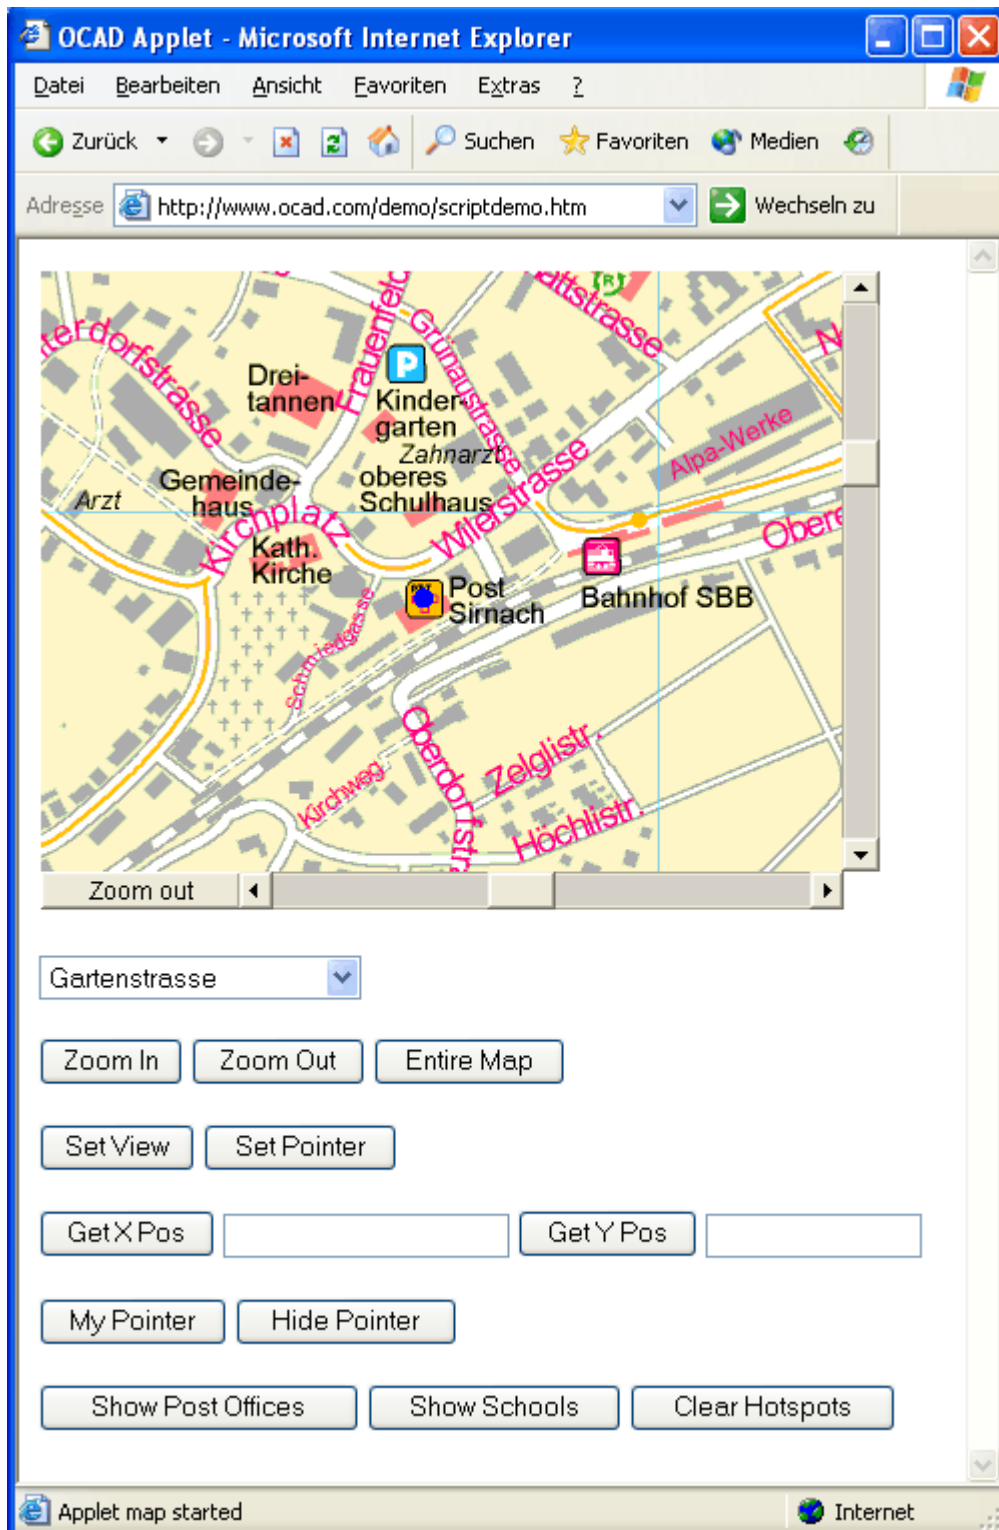 OCAD Applet - Microsoft Internet Explorer
Datei Bearbeiten Ansicht Favoriten Extras ?
Zurück Suchen Favoriten Medien
Adresse http://www.ocad.com/demo/scriptdemo.htm Wechseln zu
terdorfstrasse
Frauenfeld
Grünaustrasse
attstrasse
R
P
Drei-
tannen
Kinder-
garten
Zahnarzt
Alpa-Werke
Arzt
Gemeinde-
haus
oberes
Schulhaus
Kirchplatz
Wilerstrasse
Obere
Kath.
Kirche
Post
Sirnach
Bahnhof SBB
Schmiedgasse
Oberdorfstra
Zelglistr.
Kirchweg
Höchlistr.
Zoom out
Gartenstrasse
Zoom In Zoom Out Entire Map
Set View Set Pointer
Get X Pos Get Y Pos
My Pointer Hide Pointer
Show Post Offices Show Schools Clear Hotspots
Applet map started Internet